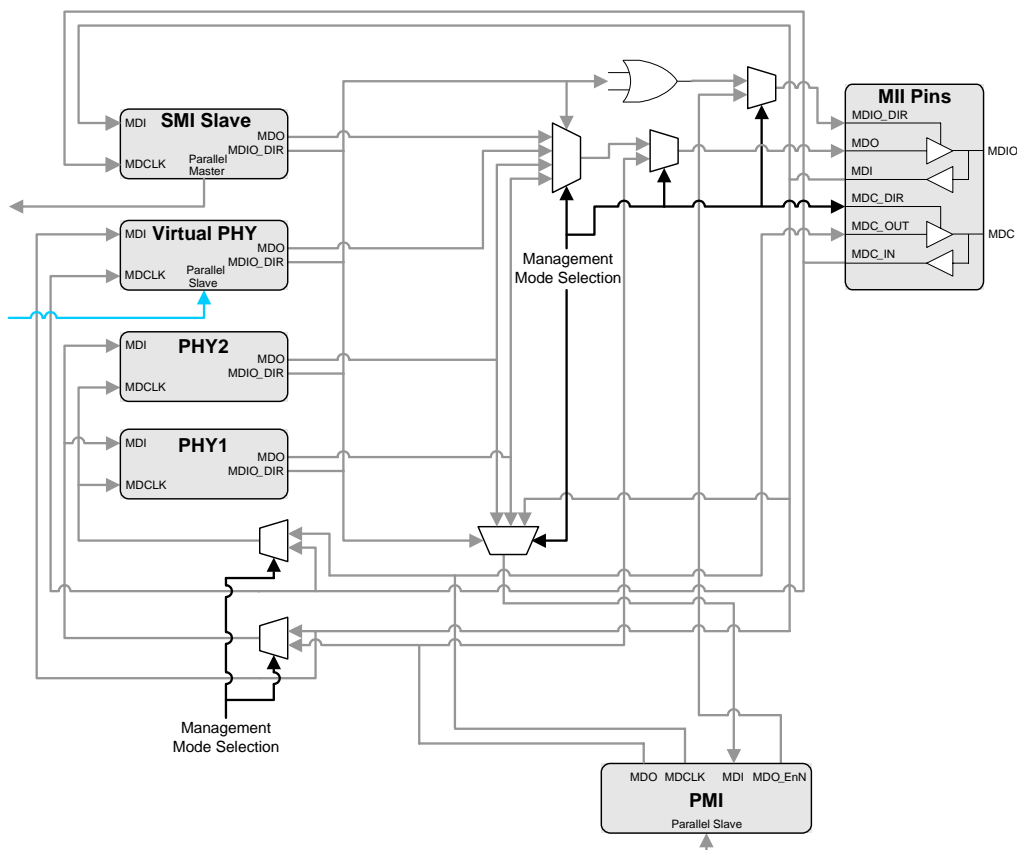 SMI Slave
MDI
MDO
MDIO_DIR
MDCLK
Parallel
Master
MII Pins
MDIO_DIR
MDO
MDIO
MDI
MDC_DIR
MDC_OUT
MDC
MDC_IN
Virtual PHY
MDI
MDO
MDIO_DIR
MDCLK
Parallel
Slave
Management
Mode Selection
PHY2
MDI
MDO
MDIO_DIR
MDCLK
PHY1
MDI
MDO
MDIO_DIR
MDCLK
Management
Mode Selection
MDO MDCLK MDI MDO_EnN
PMI
Parallel Slave